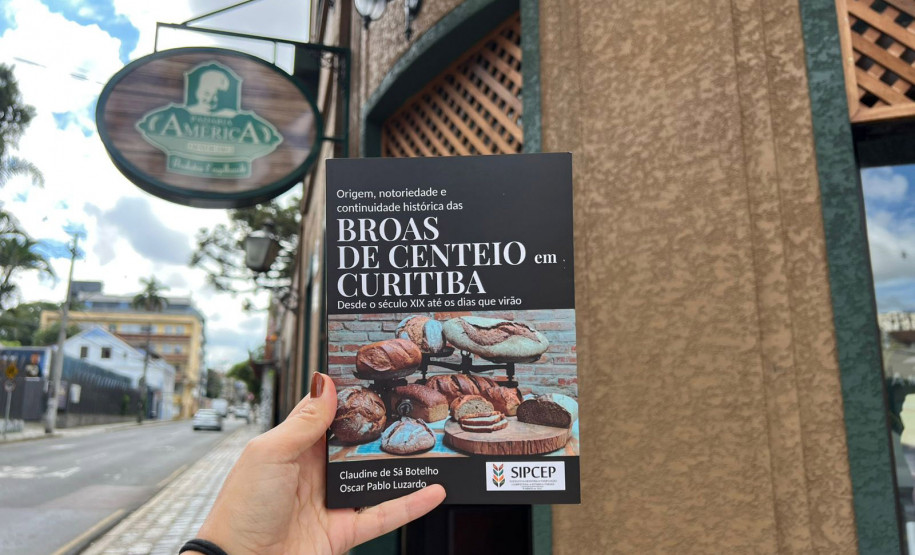 PADARIA
AMÉRICA
Origem, notoriedade e
continuidade histórica das
BROAS
DE CENTEIO em
CURITIBA
Desde o século XIX até os dias que virão
Claudine de Sá Botelho
Oscar Pablo Luzardo
SIPCEP